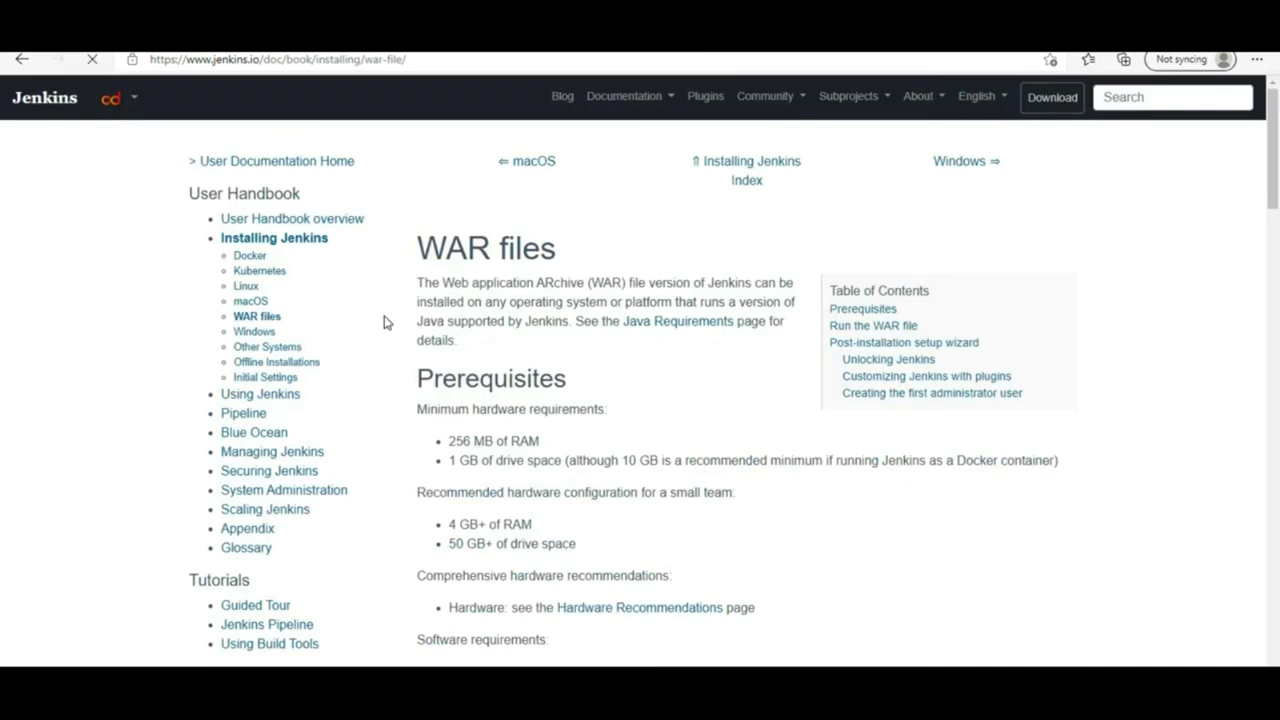 https://www.jenkins.io/doc/book/installing/war-file/
Not syncing
Jenkins
cd
Blog
Documentation
Plugins
Community
Subprojects
About
English
Download
Search
> User Documentation Home
⇐ macOS
⇑ Installing Jenkins
Index
Windows ⇒
User Handbook
User Handbook overview
Installing Jenkins
Docker
Kubernetes
Linux
macOS
WAR files
Windows
Other Systems
Offline Installations
Initial Settings
Using Jenkins
Pipeline
Blue Ocean
Managing Jenkins
Securing Jenkins
System Administration
Scaling Jenkins
Appendix
Glossary
Tutorials
Guided Tour
Jenkins Pipeline
Using Build Tools
WAR files
The Web application ARchive (WAR) file version of Jenkins can be
installed on any operating system or platform that runs a version of
Java supported by Jenkins. See the Java Requirements page for
details.
Prerequisites
Minimum hardware requirements:
256 MB of RAM
1 GB of drive space (although 10 GB is a recommended minimum if running Jenkins as a Docker container)
Recommended hardware configuration for a small team:
4 GB+ of RAM
50 GB+ of drive space
Comprehensive hardware recommendations:
Hardware: see the Hardware Recommendations page
Software requirements:
Table of Contents
Prerequisites
Run the WAR file
Post-installation setup wizard
Unlocking Jenkins
Customizing Jenkins with plugins
Creating the first administrator user